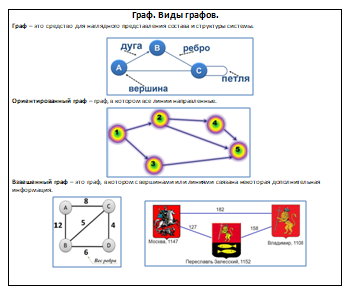 Граф. Виды графов.
Граф – это средство для наглядного представления состава и структуры системы.
дуга
B
ребро
A
C
вершина
петля
Ориентированный граф – граф, в котором все линии направленные.
1
2
3
4
5
Взвешенный граф – это граф, в котором с вершинами или линиями связана некоторая дополнительная
информация.
A
8
C
12
5
4
B
6
D
Вес ребра
182
127
158
Москва, 1147
Владимир, 1108
Переславль Залесский, 1152